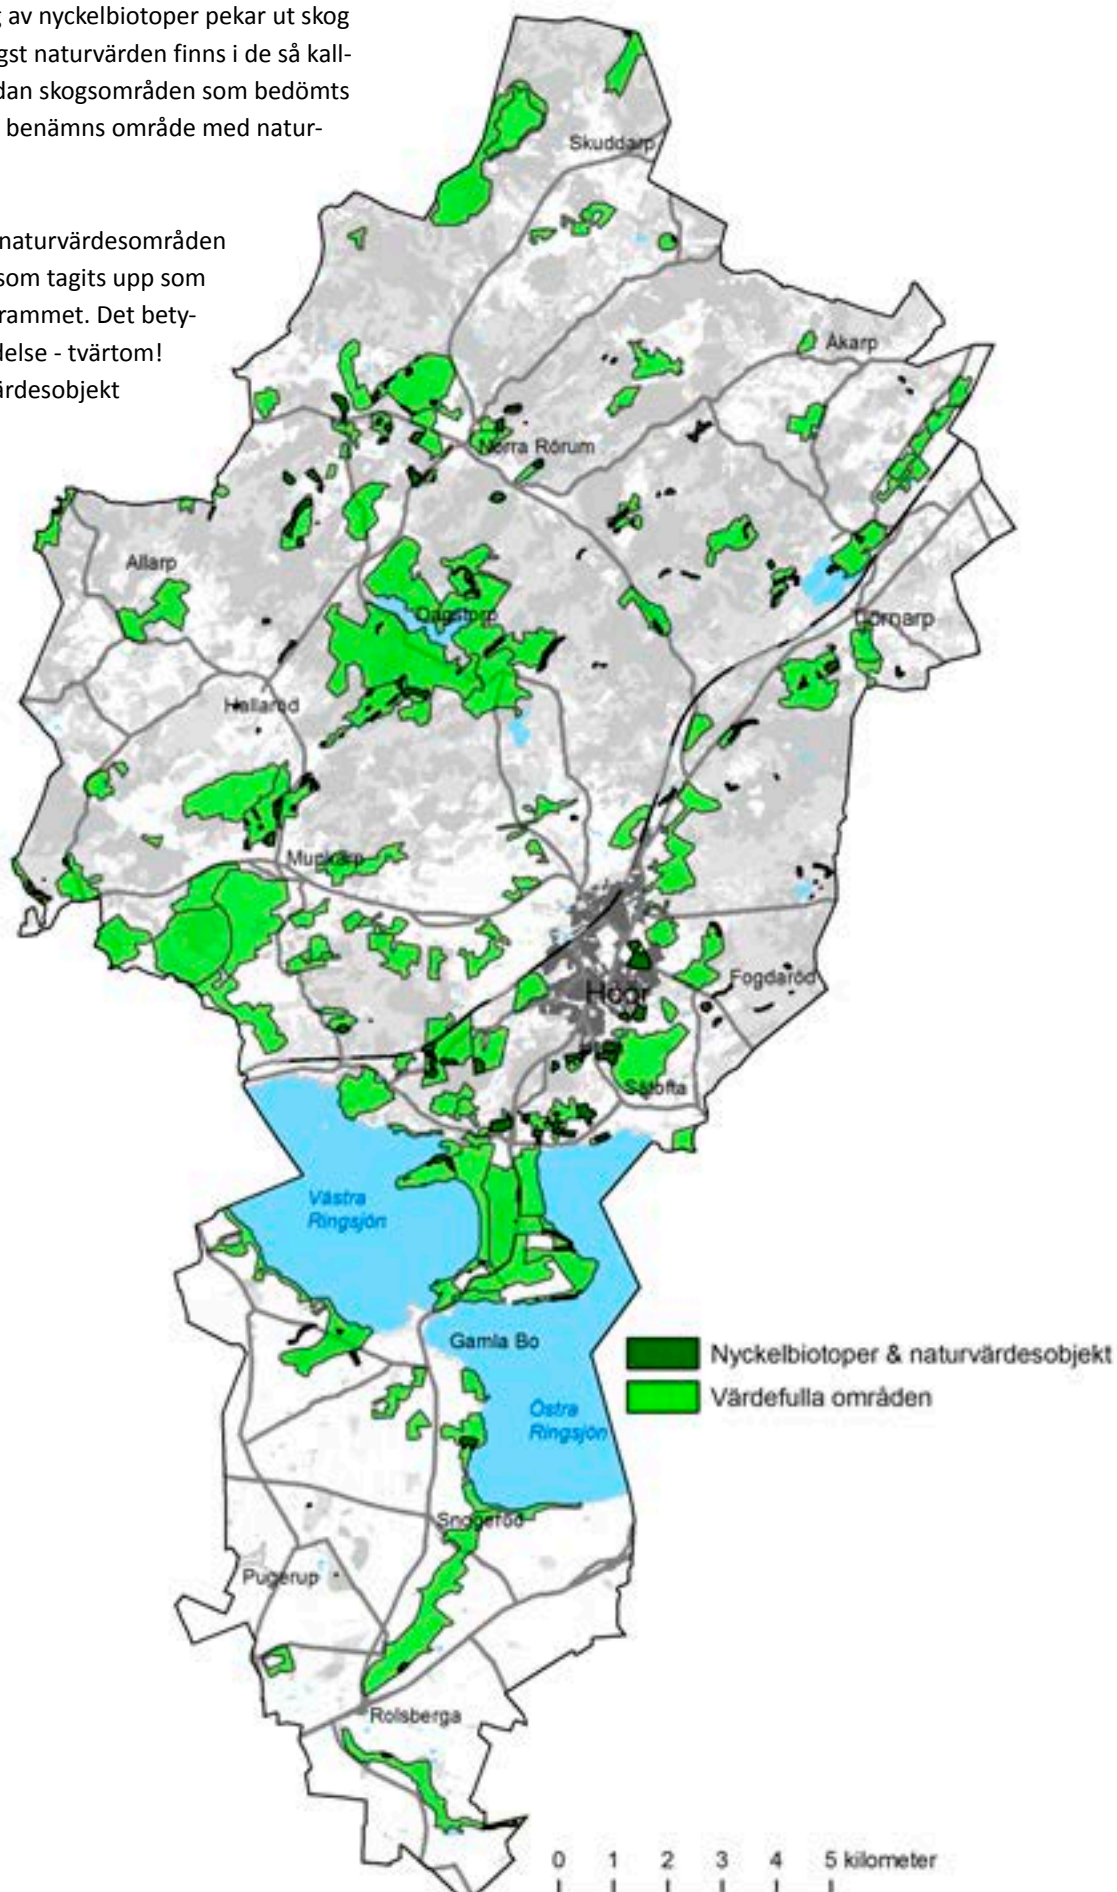 g av nyckelbiotoper pekar ut skog
gst naturvärden finns i de så kall-
dan skogsområden som bedömts
benämns område med natur-
naturvärdesområden
som tagits upp som
rammet. Det bety-
delse - tvärtom!
ärdesobjekt
Skuddarp
Åkarp
Norra Rörum
Allarp
Dagstorp
Tjörnarp
Hallaröd
Munkarp
Fogdaröd
Höör
Sätofta
Västra
Ringsjön
Gamla Bo
Nyckelbiotoper & naturvärdesobjekt
Värdefulla områden
Östra
Ringsjön
Snogeröd
Pugerup
Rolsberga
0 1 2 3 4 5 kilometer